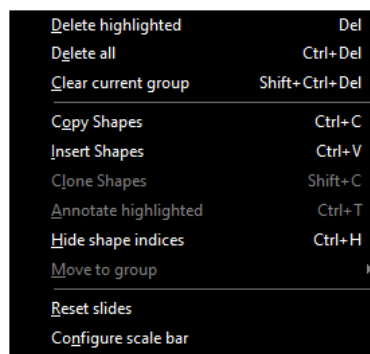 Delete highlighted Del
Delete all Ctrl+Del
Clear current group Shift+Ctrl+Del
Copy Shapes Ctrl+C
Insert Shapes Ctrl+V
Clone Shapes Shift+C
Annotate highlighted Ctrl+T
Hide shape indices Ctrl+H
Move to group
Reset slides
Configure scale bar